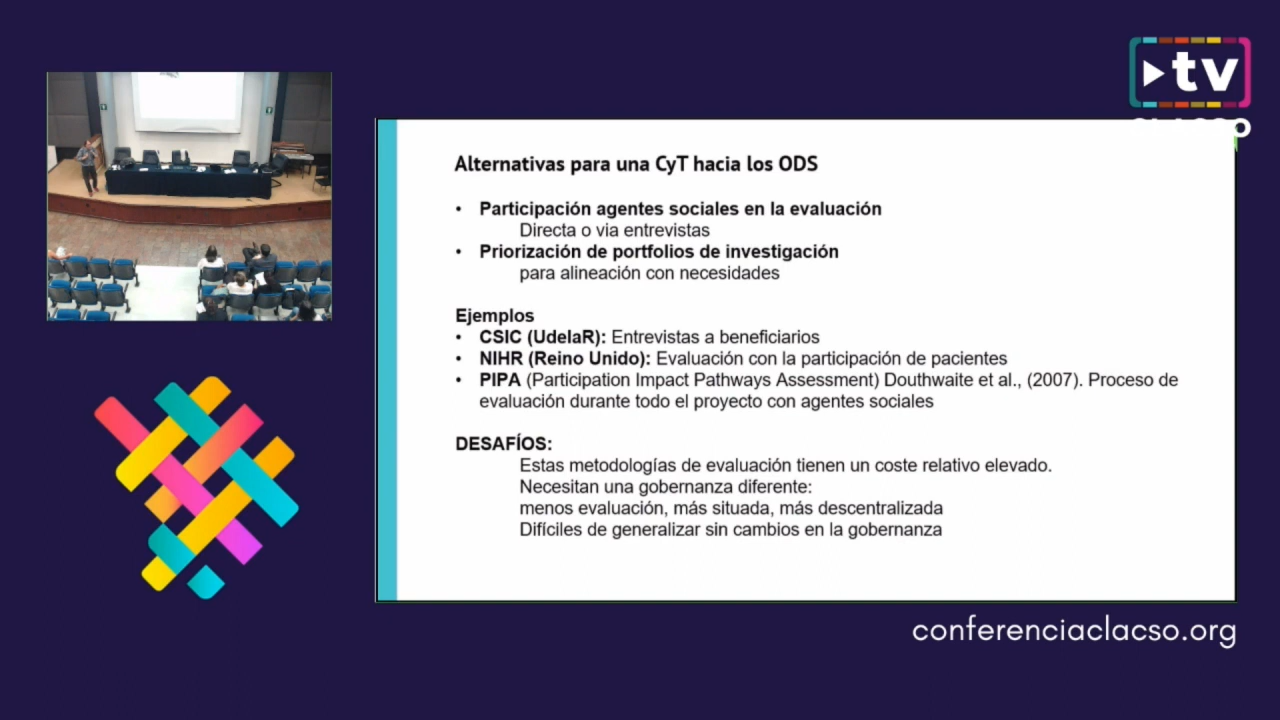 tv
Alternativas para una CyT hacia los ODS
• Participación agentes sociales en la evaluación
Directa o via entrevistas
• Priorización de portfolios de investigación
para alineación con necesidades
Ejemplos
• CSIC (UdelaR): Entrevistas a beneficiarios
• NIHR (Reino Unido): Evaluación con la participación de pacientes
• PIPA (Participation Impact Pathways Assessment) Douthwaite et al., (2007). Proceso de
evaluación durante todo el proyecto con agentes sociales
DESAFÍOS:
Estas metodologías de evaluación tienen un coste relativo elevado.
Necesitan una gobernanza diferente:
menos evaluación, más situada, más descentralizada
Difíciles de generalizar sin cambios en la gobernanza
conferenciaclacso.org